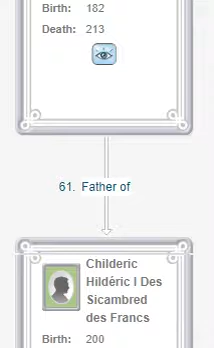 Birth: 182
Death: 213
61. Father of
Childeric
Hildéric I Des
Sicambred
des Francs
Birth: 200